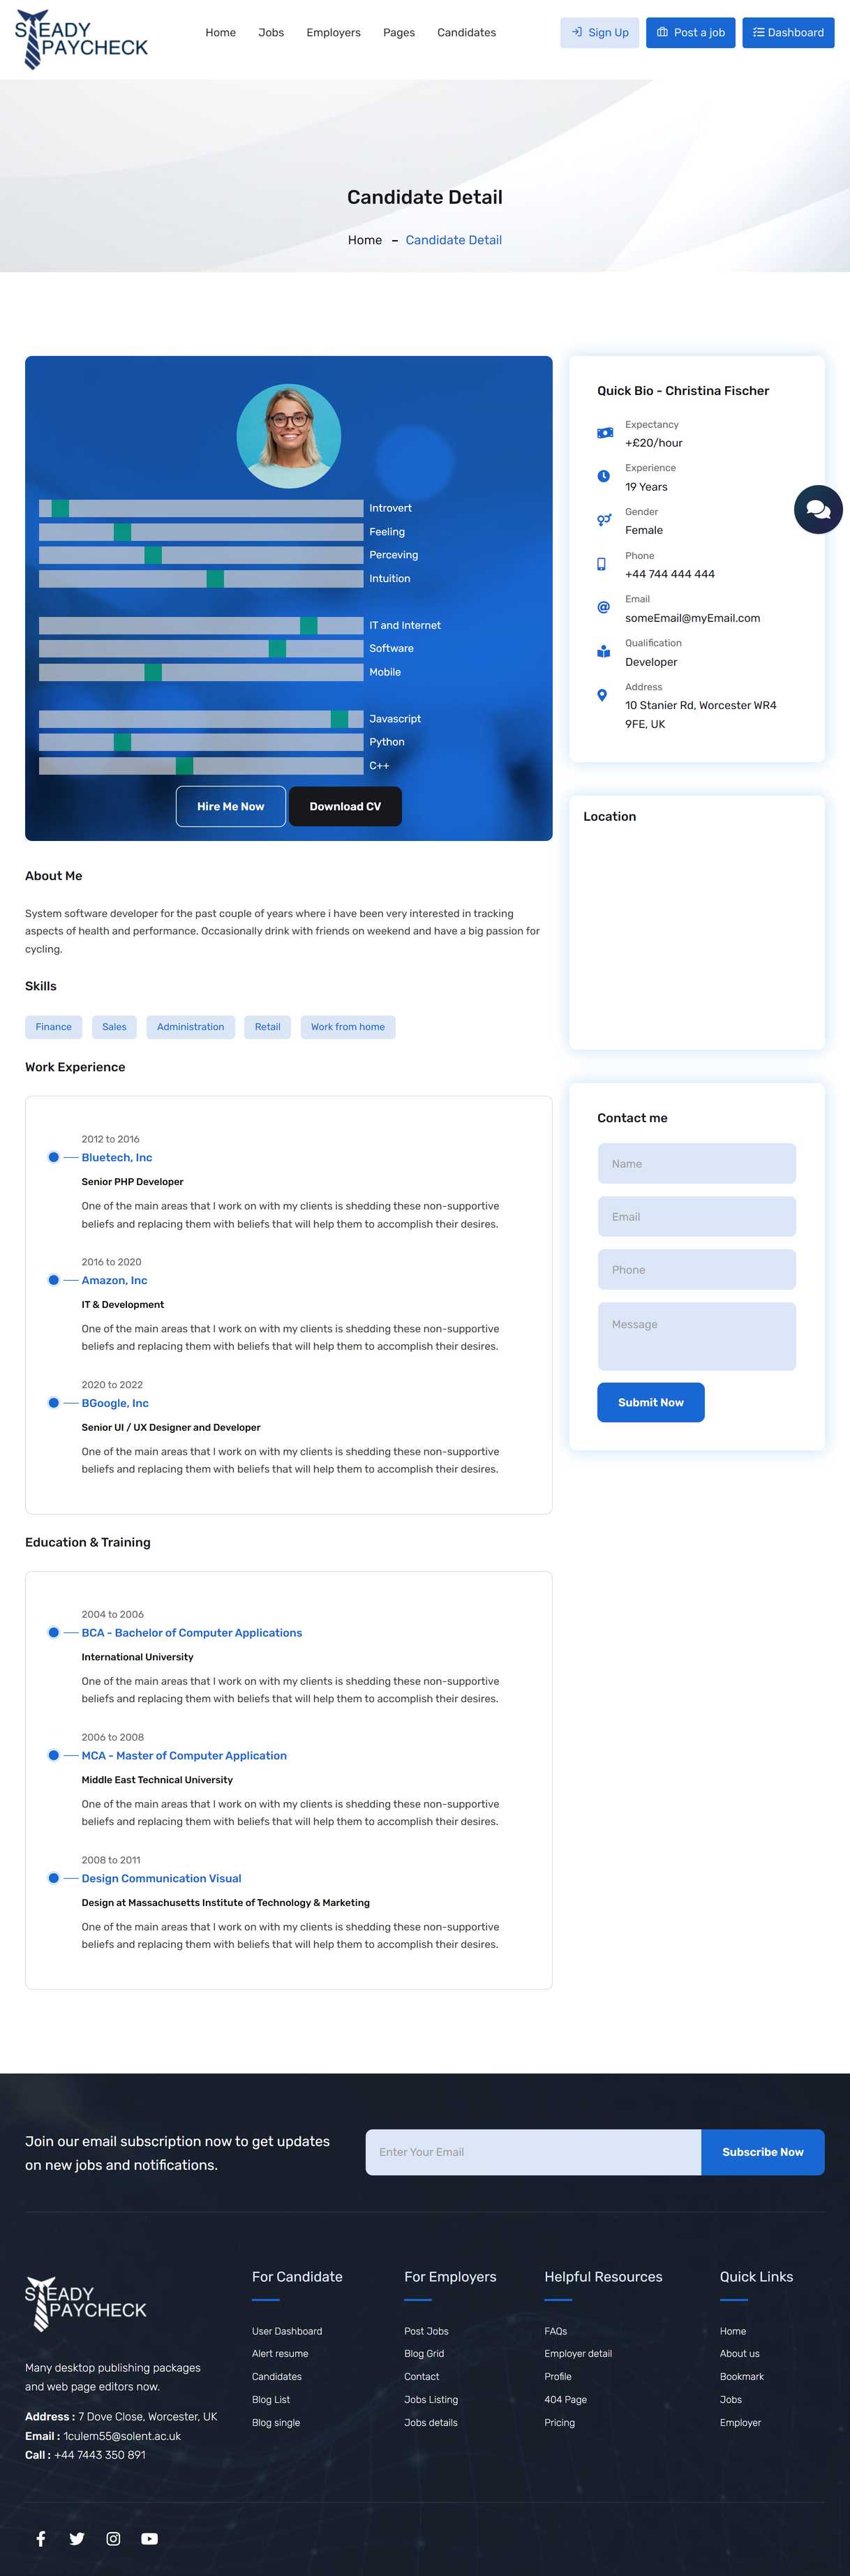 STEADY
PAYCHECK
Home
Jobs
Employers
Pages
Candidates
Sign Up
Post a job
Dashboard
Candidate Detail
Home – Candidate Detail
Introvert
Feeling
Perceving
Intuition
IT and Internet
Software
Mobile
Javascript
Python
C++
Hire Me Now
Download CV
About Me
System software developer for the past couple of years where i have been very interested in tracking
aspects of health and performance. Occasionally drink with friends on weekend and have a big passion for
cycling.
Skills
Finance
Sales
Administration
Retail
Work from home
Work Experience
2012 to 2016
Bluetech, Inc
Senior PHP Developer
One of the main areas that I work on with my clients is shedding these non-supportive
beliefs and replacing them with beliefs that will help them to accomplish their desires.
2016 to 2020
Amazon, Inc
IT & Development
One of the main areas that I work on with my clients is shedding these non-supportive
beliefs and replacing them with beliefs that will help them to accomplish their desires.
2020 to 2022
BGoogle, Inc
Senior UI / UX Designer and Developer
One of the main areas that I work on with my clients is shedding these non-supportive
beliefs and replacing them with beliefs that will help them to accomplish their desires.
Education & Training
2004 to 2006
BCA - Bachelor of Computer Applications
International University
One of the main areas that I work on with my clients is shedding these non-supportive
beliefs and replacing them with beliefs that will help them to accomplish their desires.
2006 to 2008
MCA - Master of Computer Application
Middle East Technical University
One of the main areas that I work on with my clients is shedding these non-supportive
beliefs and replacing them with beliefs that will help them to accomplish their desires.
2008 to 2011
Design Communication Visual
Design at Massachusetts Institute of Technology & Marketing
One of the main areas that I work on with my clients is shedding these non-supportive
beliefs and replacing them with beliefs that will help them to accomplish their desires.
Quick Bio - Christina Fischer
Expectancy
+£20/hour
Experience
19 Years
Gender
Female
Phone
+44 744 444 444
Email
someEmail@myEmail.com
Qualification
Developer
Address
10 Stanier Rd, Worcester WR4
9FE, UK
Location
Contact me
Name
Email
Phone
Message
Submit Now
Join our email subscription now to get updates
on new jobs and notifications.
Enter Your Email
Subscribe Now
STEADY
PAYCHECK
Many desktop publishing packages
and web page editors now.
Address : 7 Dove Close, Worcester, UK
Email : 1culem55@solent.ac.uk
Call : +44 7443 350 891
For Candidate
User Dashboard
Alert resume
Candidates
Blog List
Blog single
For Employers
Post Jobs
Blog Grid
Contact
Jobs Listing
Jobs details
Helpful Resources
FAQs
Employer detail
Profile
404 Page
Pricing
Quick Links
Home
About us
Bookmark
Jobs
Employer